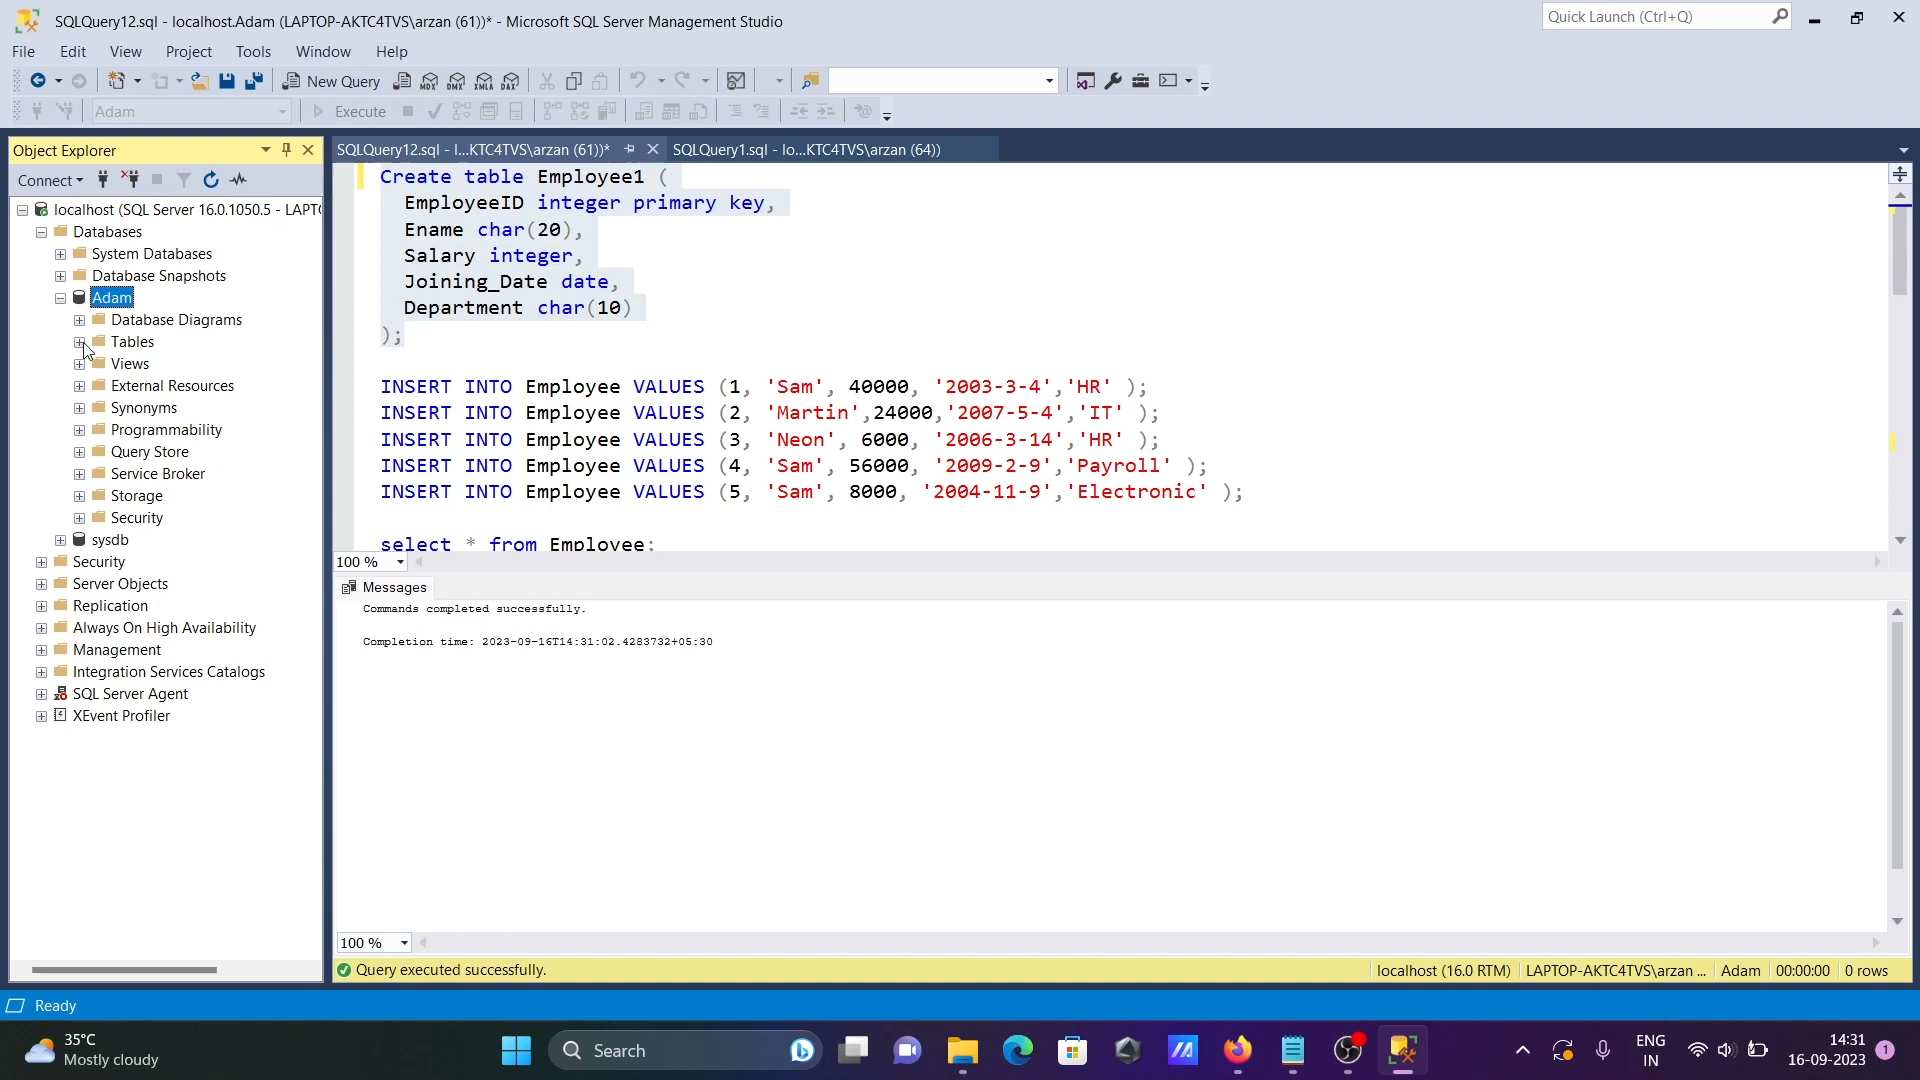 SQLQuery12.sql - localhost.Adam (LAPTOP-AKTC4TVS\arzan (61))* - Microsoft SQL Server Management Studio
Quick Launch (Ctrl+Q)
File Edit View Project Tools Window Help
New Query MDX DMX XMLA DAX
Adam Execute
Object Explorer
SQLQuery12.sql - l...KTC4TVS\arzan (61))* SQLQuery1.sql - lo...KTC4TVS\arzan (64))
Connect
localhost (SQL Server 16.0.1050.5 - LAPT
Databases
System Databases
Database Snapshots
Adam
Database Diagrams
Tables
Views
External Resources
Synonyms
Programmability
Query Store
Service Broker
Storage
Security
sysdb
Security
Server Objects
Replication
Always On High Availability
Management
Integration Services Catalogs
SQL Server Agent
XEvent Profiler
Create table Employee1 (
EmployeeID integer primary key,
Ename char(20),
Salary integer,
Joining_Date date,
Department char(10)
);
INSERT INTO Employee VALUES (1, 'Sam', 40000, '2003-3-4','HR' );
INSERT INTO Employee VALUES (2, 'Martin',24000,'2007-5-4','IT' );
INSERT INTO Employee VALUES (3, 'Neon', 6000, '2006-3-14','HR' );
INSERT INTO Employee VALUES (4, 'Sam', 56000, '2009-2-9','Payroll' );
INSERT INTO Employee VALUES (5, 'Sam', 8000, '2004-11-9','Electronic' );
select * from Employee;
100 %
Messages
Commands completed successfully.
Completion time: 2023-09-16T14:31:02.4283732+05:30
100 %
Query executed successfully. localhost (16.0 RTM) LAPTOP-AKTC4TVS\arzan ... Adam 00:00:00 0 rows
Ready
35°C
Mostly cloudy
Search
ENG
IN
14:31
16-09-2023
1